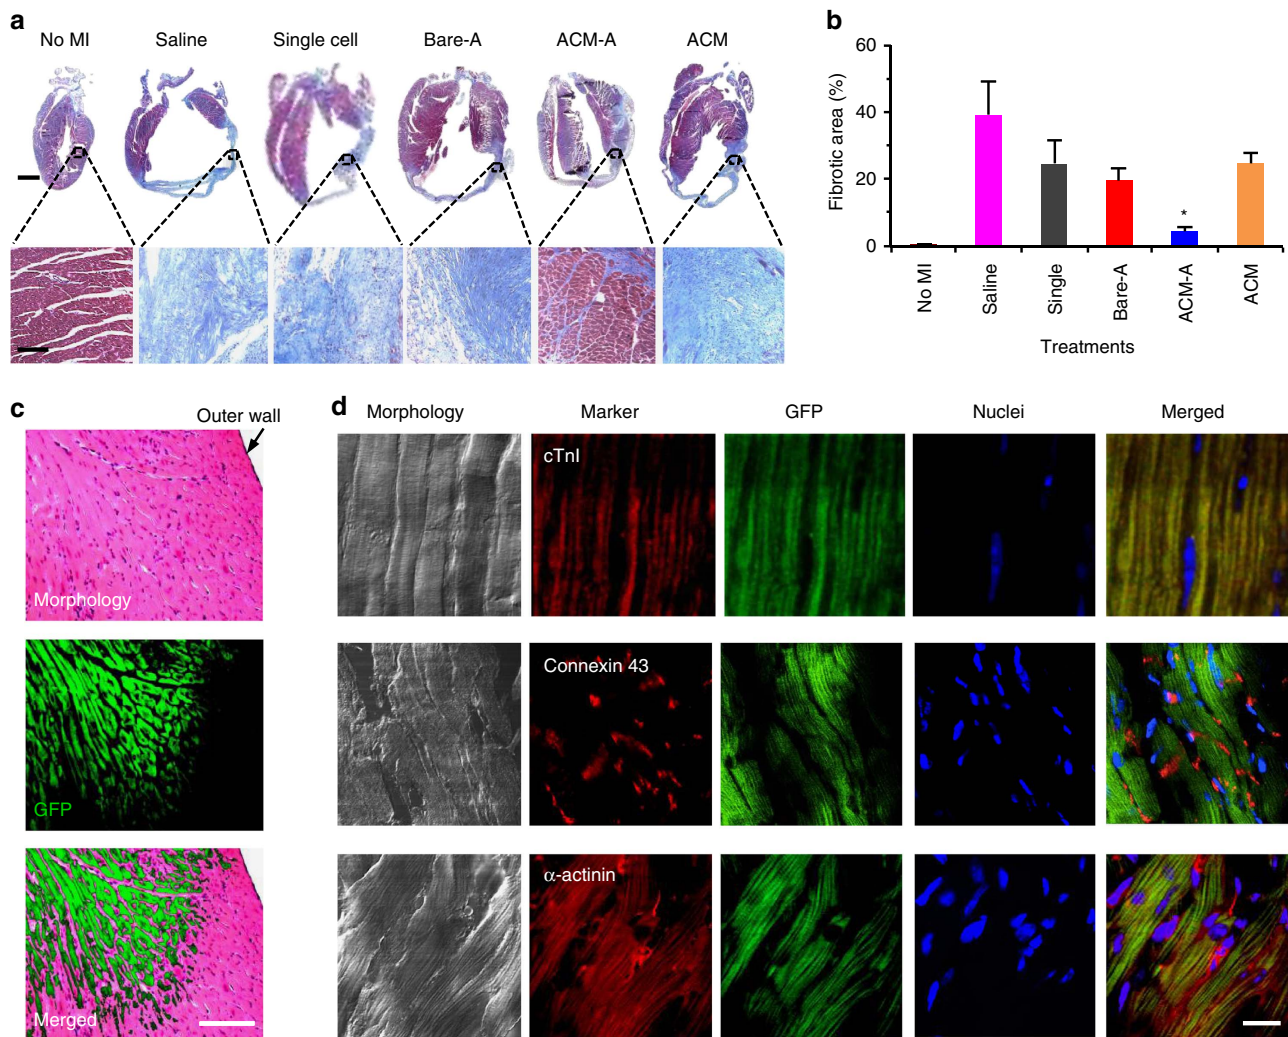 a
No MI Saline Single cell Bare-A ACM-A ACM
b
60
40
20
0
Fibrotic area (%)
*
No MI Saline Single Bare-A ACM-A ACM
Treatments
c
Outer wall
Morphology
GFP
Merged
d
Morphology Marker GFP Nuclei Merged
cTnI
Connexin 43
α-actinin